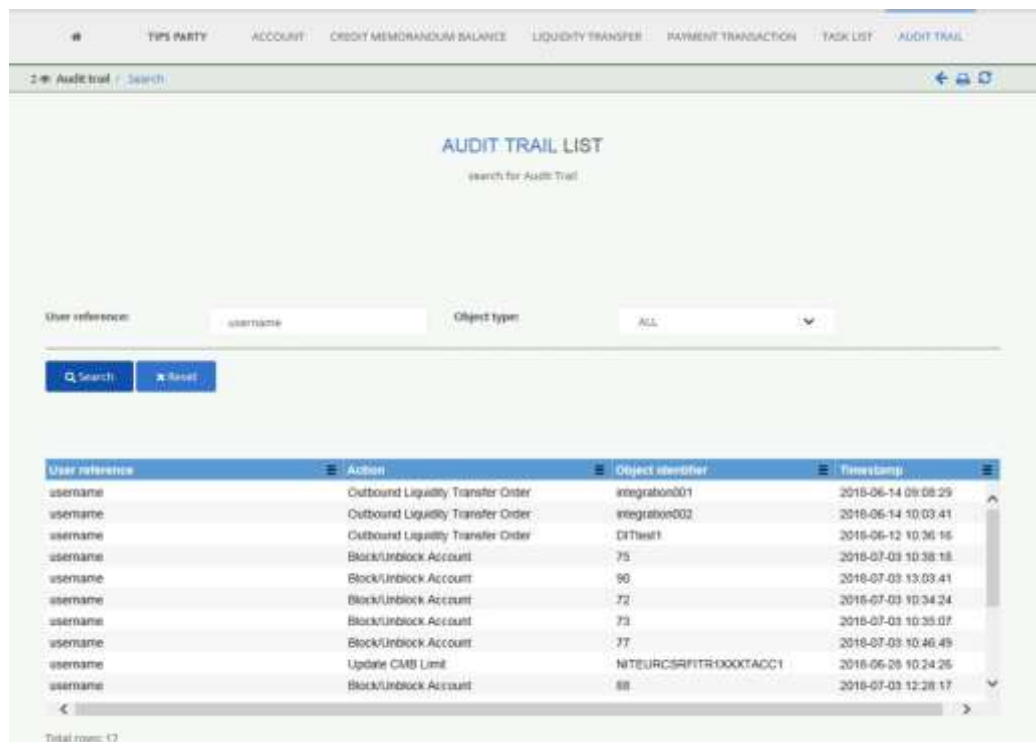 TIPS PARTY ACCOUNT CREDIT MEMORANDUM BALANCE LIQUIDITY TRANSFER PAYMENT TRANSACTION TASK LIST AUDIT TRAIL
Audit trail / Search
AUDIT TRAIL LIST
search for Audit Trail
User reference: username Object type: ALL
Search Reset
User reference Action Object identifier Timestamp
username Outbound Liquidity Transfer Order integration001 2018-06-14 09:08:29
username Outbound Liquidity Transfer Order integration002 2018-06-14 10:03:41
username Outbound Liquidity Transfer Order DITtest1 2018-06-12 10:36:16
username Block/Unblock Account 75 2018-07-03 10:38:18
username Block/Unblock Account 90 2018-07-03 13:03:41
username Block/Unblock Account 72 2018-07-03 10:34:24
username Block/Unblock Account 73 2018-07-03 10:35:07
username Block/Unblock Account 77 2018-07-03 10:46:49
username Update CMB Limit 2018-06-28 10:24:26
username Block/Unblock Account 88 2018-07-03 12:28:17
Total rows: 17